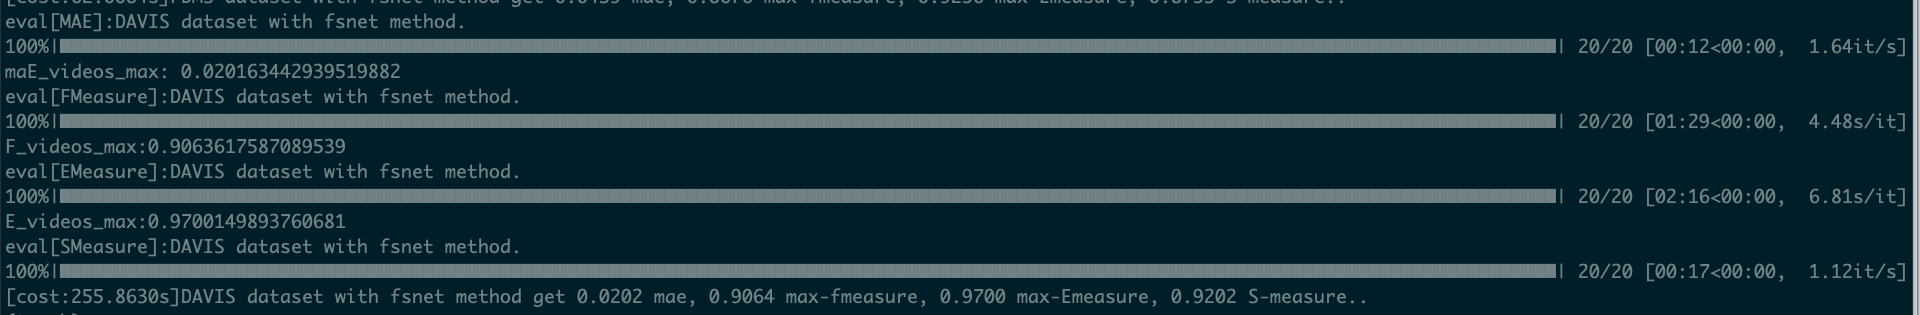 dataset with fsnet method get
eval[MAE]:DAVIS dataset with fsnet method.
100%| | 20/20 [00:12<00:00, 1.64it/s]
maE_videos_max: 0.020163442939519882
eval[FMeasure]:DAVIS dataset with fsnet method.
100%| | 20/20 [01:29<00:00, 4.48s/it]
F_videos_max:0.9063617587089539
eval[EMeasure]:DAVIS dataset with fsnet method.
100%| | 20/20 [02:16<00:00, 6.81s/it]
E_videos_max:0.9700149893760681
eval[SMeasure]:DAVIS dataset with fsnet method.
100%| | 20/20 [00:17<00:00, 1.12it/s]
[cost:255.8630s]DAVIS dataset with fsnet method get 0.0202 mae, 0.9064 max-fmeasure, 0.9700 max-Emeasure, 0.9202 S-measure..